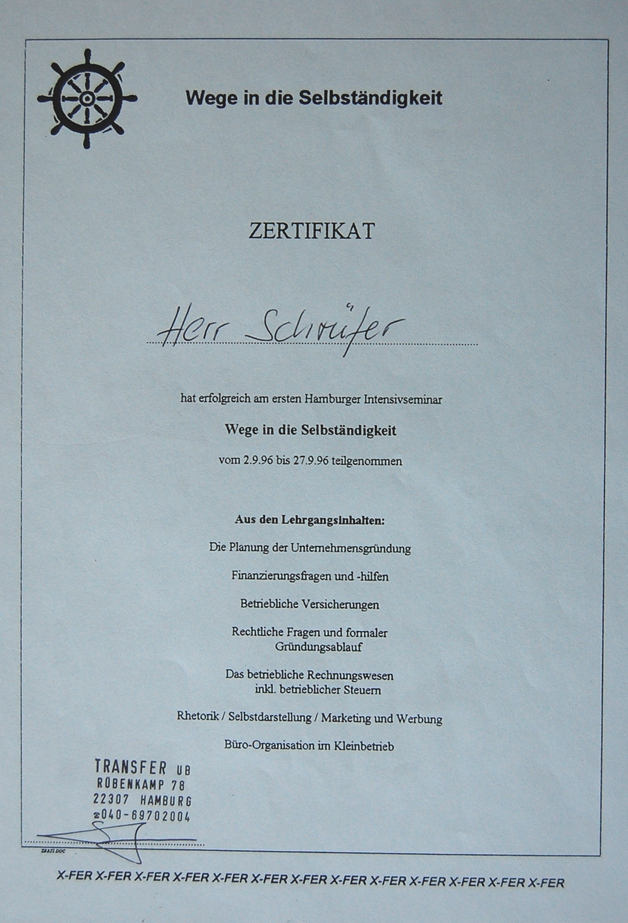 Wege in die Selbständigkeit
ZERTIFIKAT
Herr Schrüfer
hat erfolgreich am ersten Hamburger Intensivseminar
Wege in die Selbständigkeit
vom 2.9.96 bis 27.9.96 teilgenommen
Aus den Lehrgangsinhalten:
Die Planung der Unternehmensgründung
Finanzierungsfragen und -hilfen
Betriebliche Versicherungen
Rechtliche Fragen und formaler
Gründungsablauf
Das betriebliche Rechnungswesen
inkl. betrieblicher Steuern
Rhetorik / Selbstdarstellung / Marketing und Werbung
Büro-Organisation im Kleinbetrieb
TRANSFER UB
RÜBENKAMP 78
22307 HAMBURG
☎040-69702004
X-FER X-FER X-FER X-FER X-FER X-FER X-FER X-FER X-FER X-FER X-FER X-FER X-FER